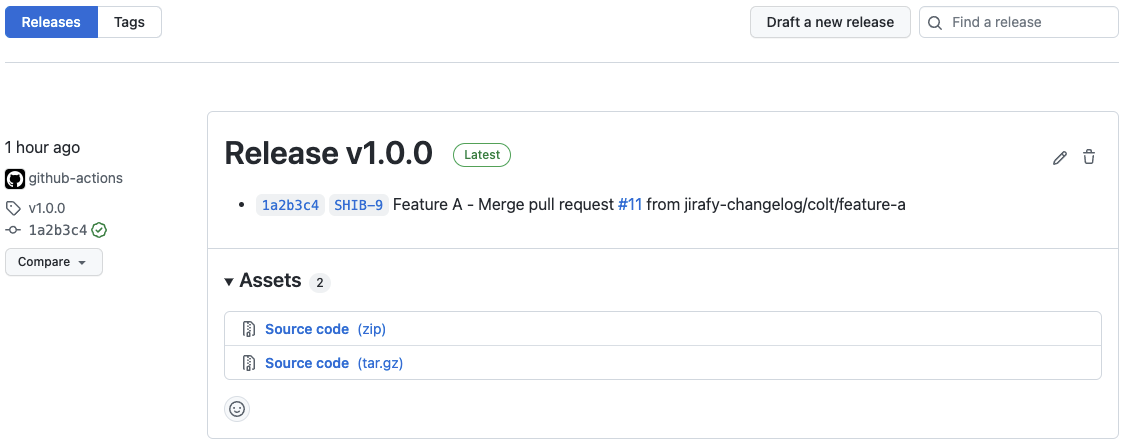 Releases Tags Draft a new release Find a release
1 hour ago
github-actions
v1.0.0
1a2b3c4
Compare
Release v1.0.0 Latest
• 1a2b3c4 SHIB-9 Feature A - Merge pull request #11 from jirafy-changelog/colt/feature-a
Assets 2
Source code (zip)
Source code (tar.gz)